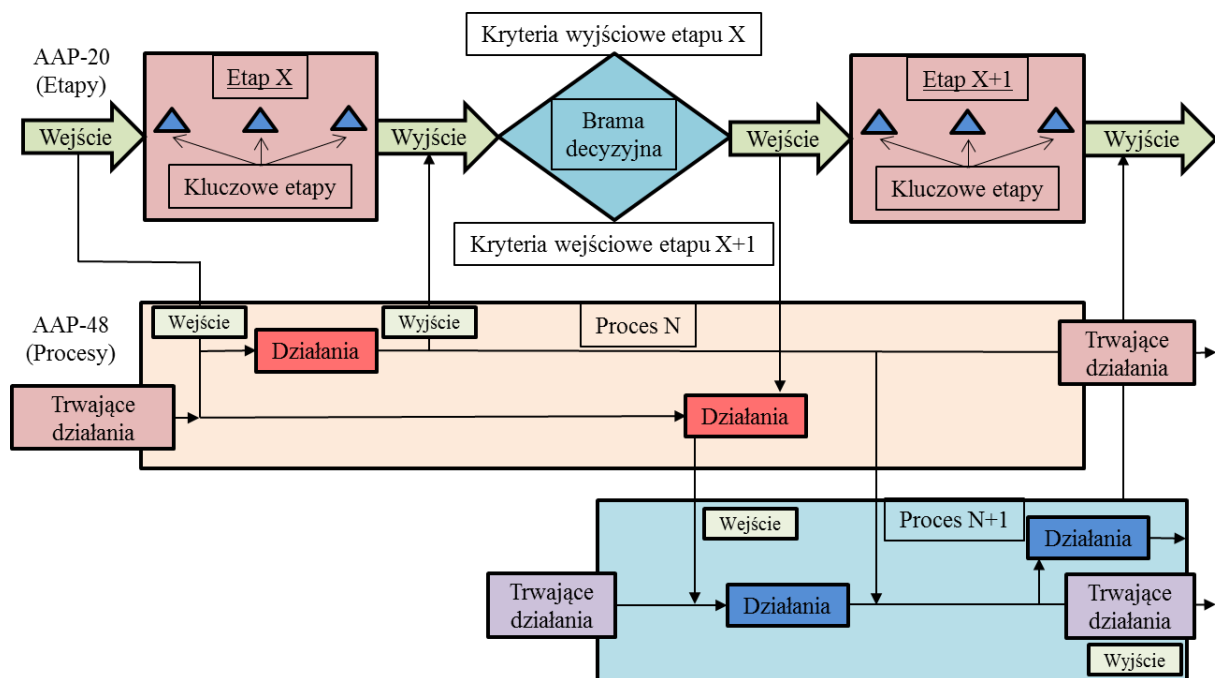 Kryteria wyjściowe etapu X
AAP-20
(Etapy)
Etap X
Etap X+1
Wejście
Wyjście
Brama
decyzyjna
Wejście
Wyjście
Kluczowe etapy
Kluczowe etapy
Kryteria wejściowe etapu X+1
AAP-48
(Procesy)
Wejście
Wyjście
Proces N
Działania
Trwające
działania
Trwające
działania
Działania
Wejście
Proces N+1
Działania
Trwające
działania
Działania
Trwające
działania
Wyjście